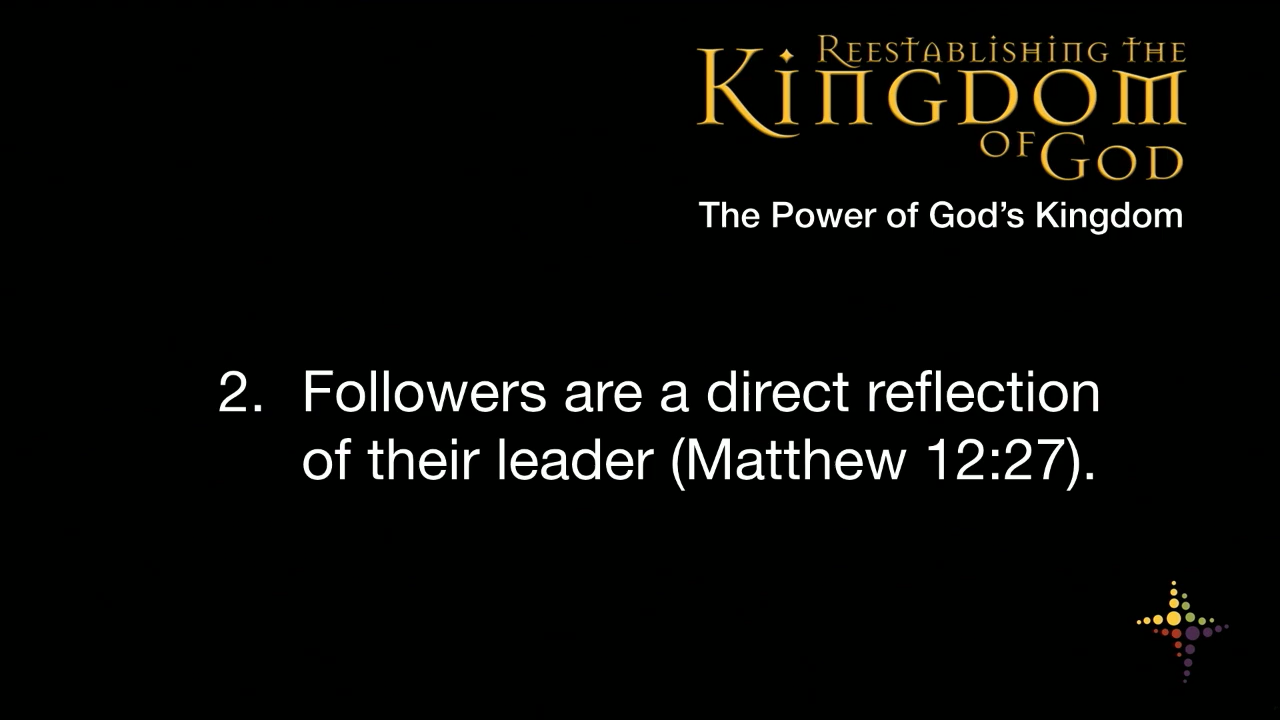 Reestablishing the
Kingdom
of God
The Power of God’s Kingdom
2. Followers are a direct reflection
of their leader (Matthew 12:27).